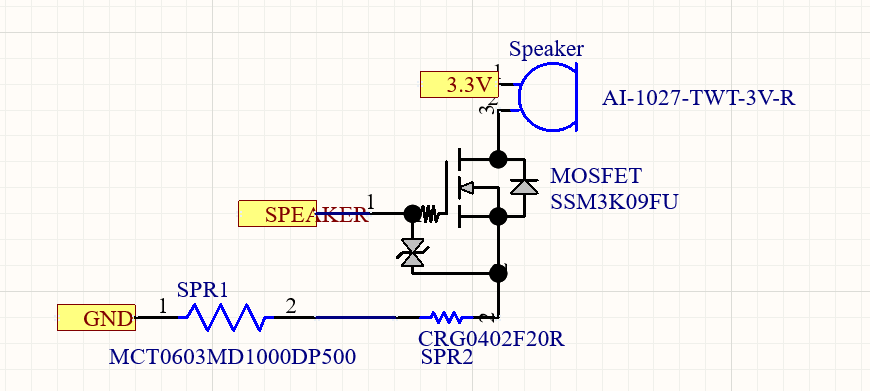 Speaker
1
3.3V
2
AI-1027-TWT-3V-R
3
MOSFET
SSM3K09FU
1
SPEAKER
SPR1
1
2
GND
2
CRG0402F20R
MCT0603MD1000DP500
SPR2